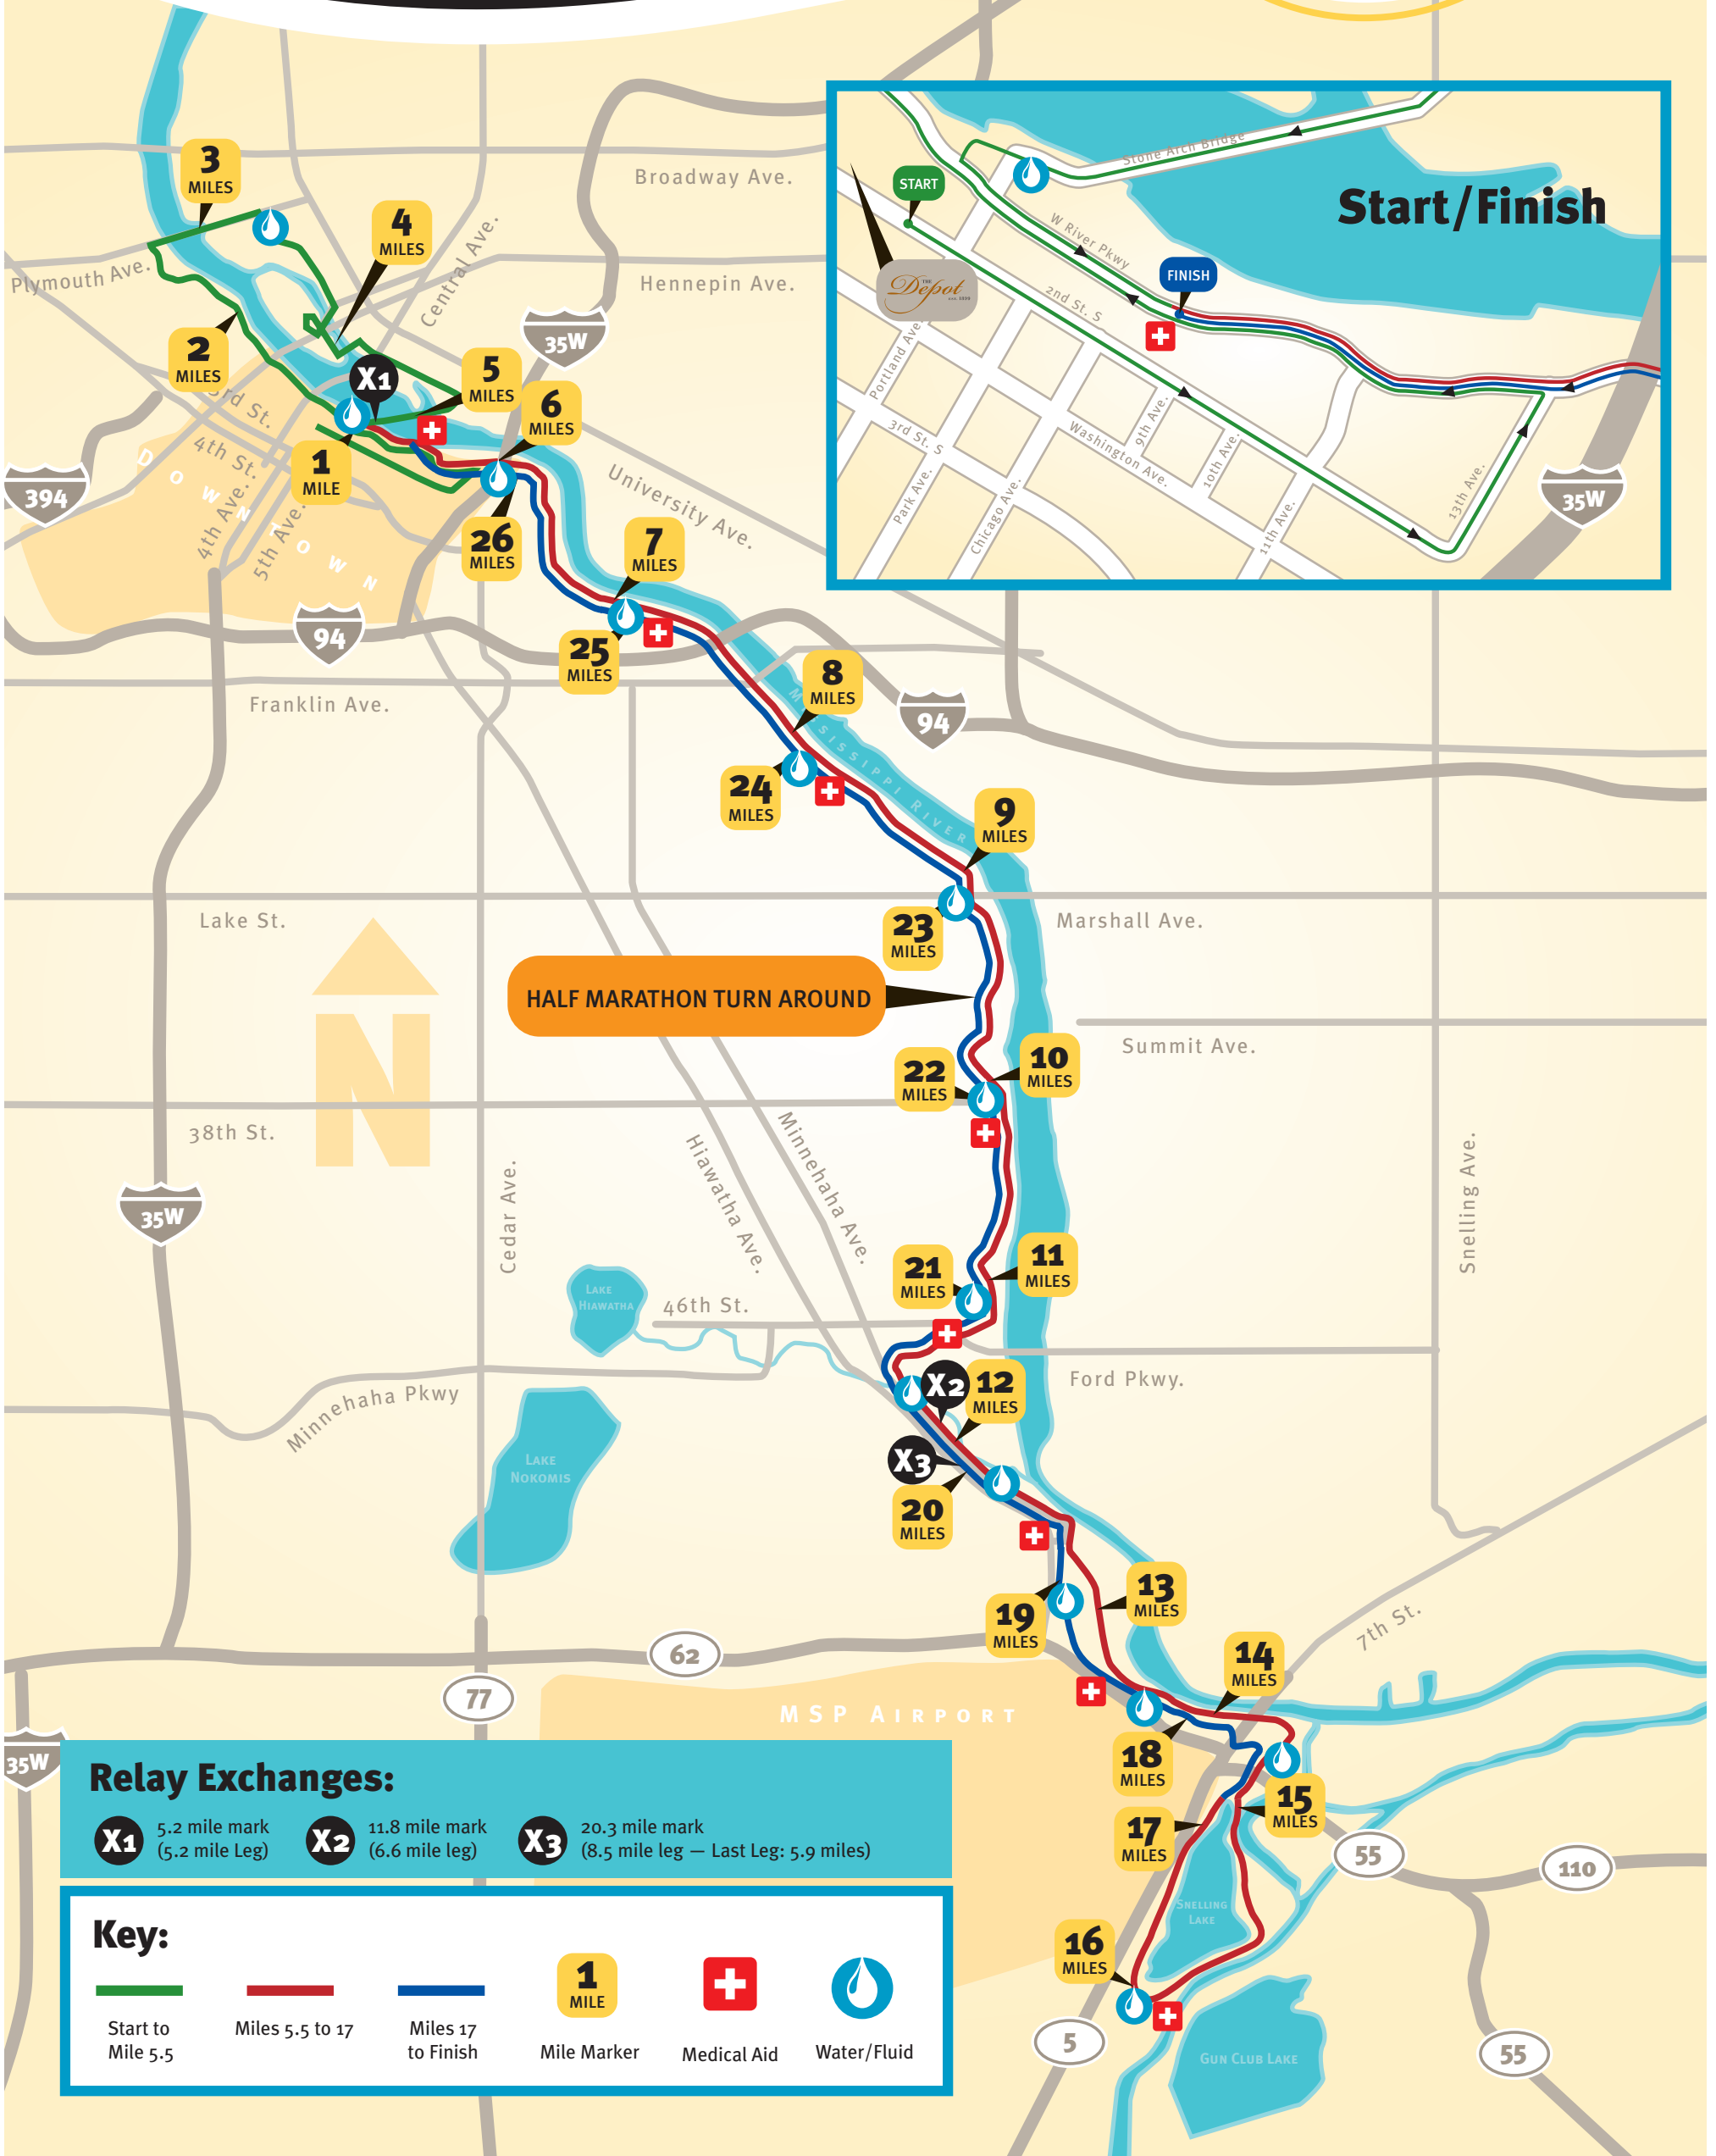 Start/Finish
START
Stone Arch Bridge
W River Pkwy
FINISH
THE
Depot
2nd St. S
Portland Ave.
3rd St. S
Washington Ave.
9th Ave.
10th Ave.
Park Ave.
Chicago Ave.
11th Ave.
13th Ave.
35W
3
MILES
4
MILES
Broadway Ave.
Plymouth Ave.
Central Ave.
Hennepin Ave.
35W
2
MILES
X1
5
MILES
6
MILES
3rd St.
4th St.
1
MILE
DOWNTOWN
4th Ave.
5th Ave.
394
University Ave.
26
MILES
7
MILES
94
25
MILES
8
MILES
Franklin Ave.
94
MISSISSIPPI RIVER
24
MILES
9
MILES
Lake St.
23
MILES
Marshall Ave.
HALF MARATHON TURN AROUND
N
Summit Ave.
22
MILES
10
MILES
38th St.
Hiawatha Ave.
Minnehaha Ave.
Cedar Ave.
Snelling Ave.
35W
21
MILES
11
MILES
LAKE
HIAWATHA
46th St.
Ford Pkwy.
Minnehaha Pkwy
X2
12
MILES
X3
LAKE
NOKOMIS
20
MILES
13
MILES
19
MILES
7th St.
62
14
MILES
77
MSP AIRPORT
18
MILES
35W
15
MILES
17
MILES
55
110
SNELLING
LAKE
16
MILES
5
GUN CLUB LAKE
55
Relay Exchanges:
X1
5.2 mile mark
(5.2 mile Leg)
X2
11.8 mile mark
(6.6 mile leg)
X3
20.3 mile mark
(8.5 mile leg — Last Leg: 5.9 miles)
Key:
Start to
Mile 5.5
Miles 5.5 to 17
Miles 17
to Finish
1
MILE
Mile Marker
Medical Aid
Water/Fluid